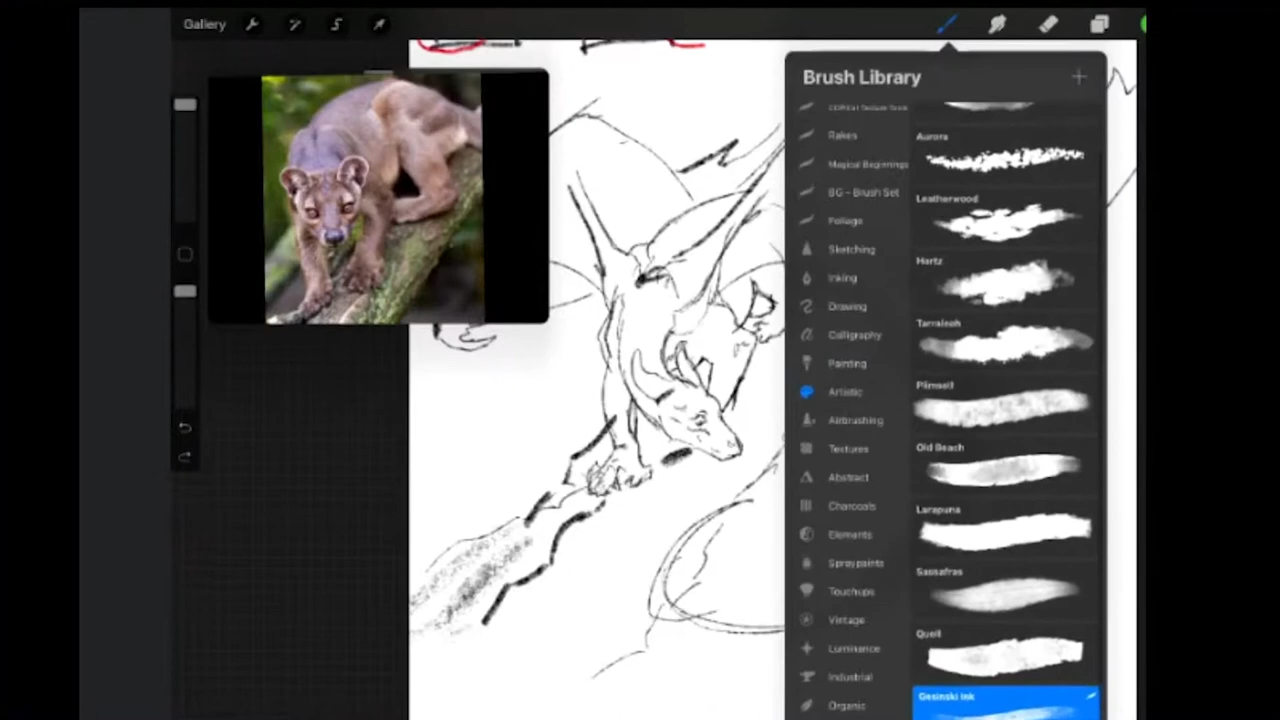 Gallery
Brush Library
Rakes
Magical Beginnings
BG - Brush Set
Foliage
Sketching
Inking
Drawing
Calligraphy
Painting
Artistic
Airbrushing
Textures
Abstract
Charcoals
Elements
Spraypaints
Touchups
Vintage
Luminance
Industrial
Organic
Aurora
Leatherwood
Hartz
Tarraleah
Plimsoll
Old Beach
Larapuna
Sassafras
Quoll
Gesinski Ink